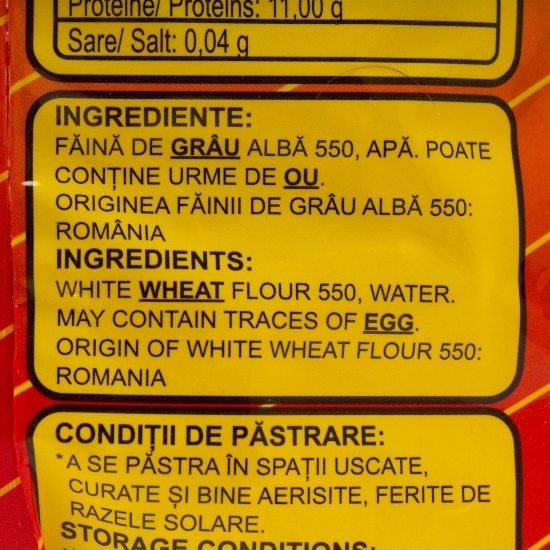 Proteine/ Proteins: 11,00 g
Sare/ Salt: 0,04 g
INGREDIENTE:
FĂINĂ DE GRÂU ALBĂ 550, APĂ. POATE
CONȚINE URME DE OU.
ORIGINEA FĂINII DE GRÂU ALBĂ 550:
ROMÂNIA
INGREDIENTS:
WHITE WHEAT FLOUR 550, WATER.
MAY CONTAIN TRACES OF EGG.
ORIGIN OF WHITE WHEAT FLOUR 550:
ROMANIA
CONDIȚII DE PĂSTRARE:
*A SE PĂSTRA ÎN SPAȚII USCATE,
CURATE ȘI BINE AERISITE, FERITE DE
RAZELE SOLARE.
STORAGE CONDITIONS: